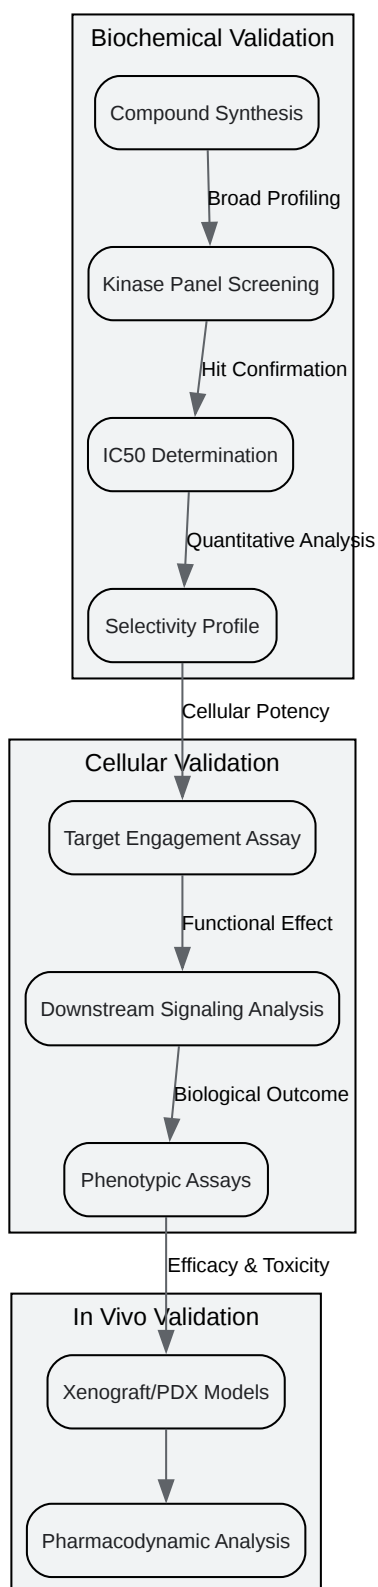 Biochemical Validation
Compound Synthesis
Broad Profiling
Kinase Panel Screening
Hit Confirmation
IC50 Determination
Quantitative Analysis
Selectivity Profile
Cellular Potency
Cellular Validation
Target Engagement Assay
Functional Effect
Downstream Signaling Analysis
Biological Outcome
Phenotypic Assays
Efficacy & Toxicity
In Vivo Validation
Xenograft/PDX Models
Pharmacodynamic Analysis